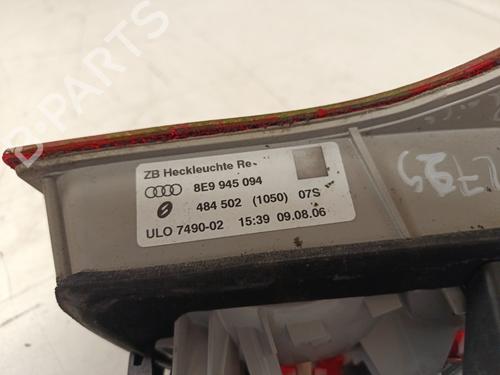 ZB Heckleuchte Re.
8E9 945 094
484 502 (1050) 07S
ULO 7490-02 15:39 09.08.06
B-PARTS